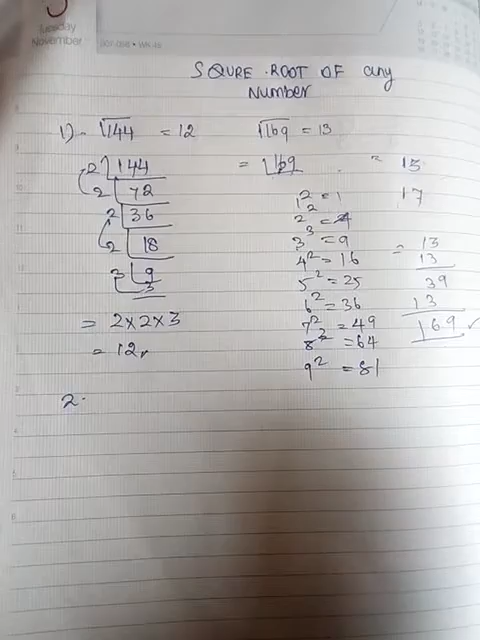 Tuesday
November
SQURE ROOT OF any
Number
1) √144 = 12
2 144
2 72
2 36
2 18
3 9
3
= 2×2×3
= 12
2.
√169 = 13
= √169 = 13
17
1² = 1
2² = 4
3³ = 9
4² = 16
5² = 25
6² = 36
7² = 49
8² = 64
9² = 81
= 13
13
39
13
169 ✓